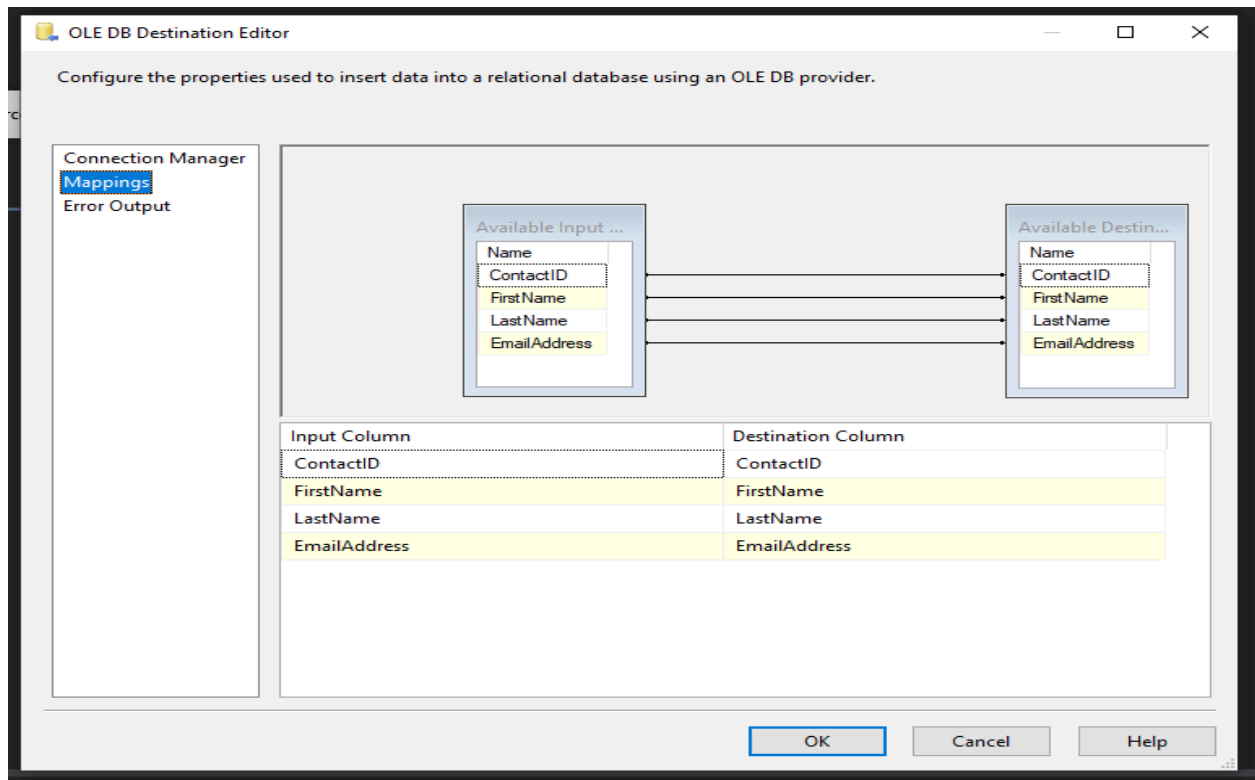 OLE DB Destination Editor
Configure the properties used to insert data into a relational database using an OLE DB provider.
Connection Manager
Mappings
Error Output
Available Input ...
Name
ContactID
FirstName
LastName
EmailAddress
Available Destin...
Name
ContactID
FirstName
LastName
EmailAddress
Input Column Destination Column
ContactID ContactID
FirstName FirstName
LastName LastName
EmailAddress EmailAddress
OK Cancel Help